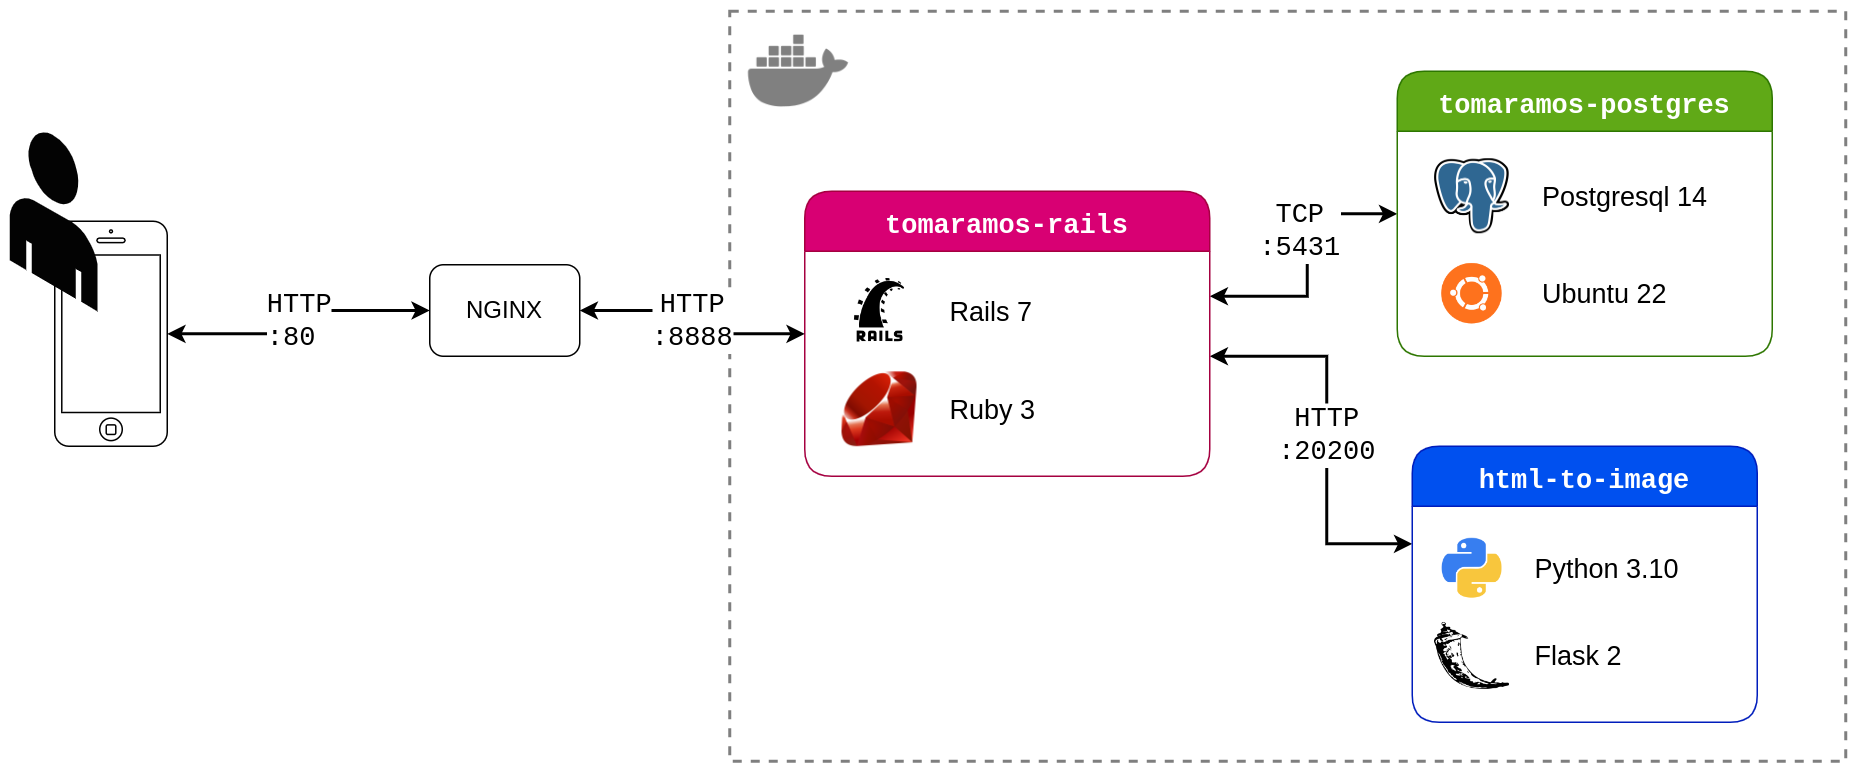 HTTP
:80
NGINX
HTTP
:8888
tomaramos-rails
RAILS
Rails 7
Ruby 3
TCP
:5431
tomaramos-postgres
Postgresql 14
Ubuntu 22
HTTP
:20200
html-to-image
Python 3.10
Flask 2